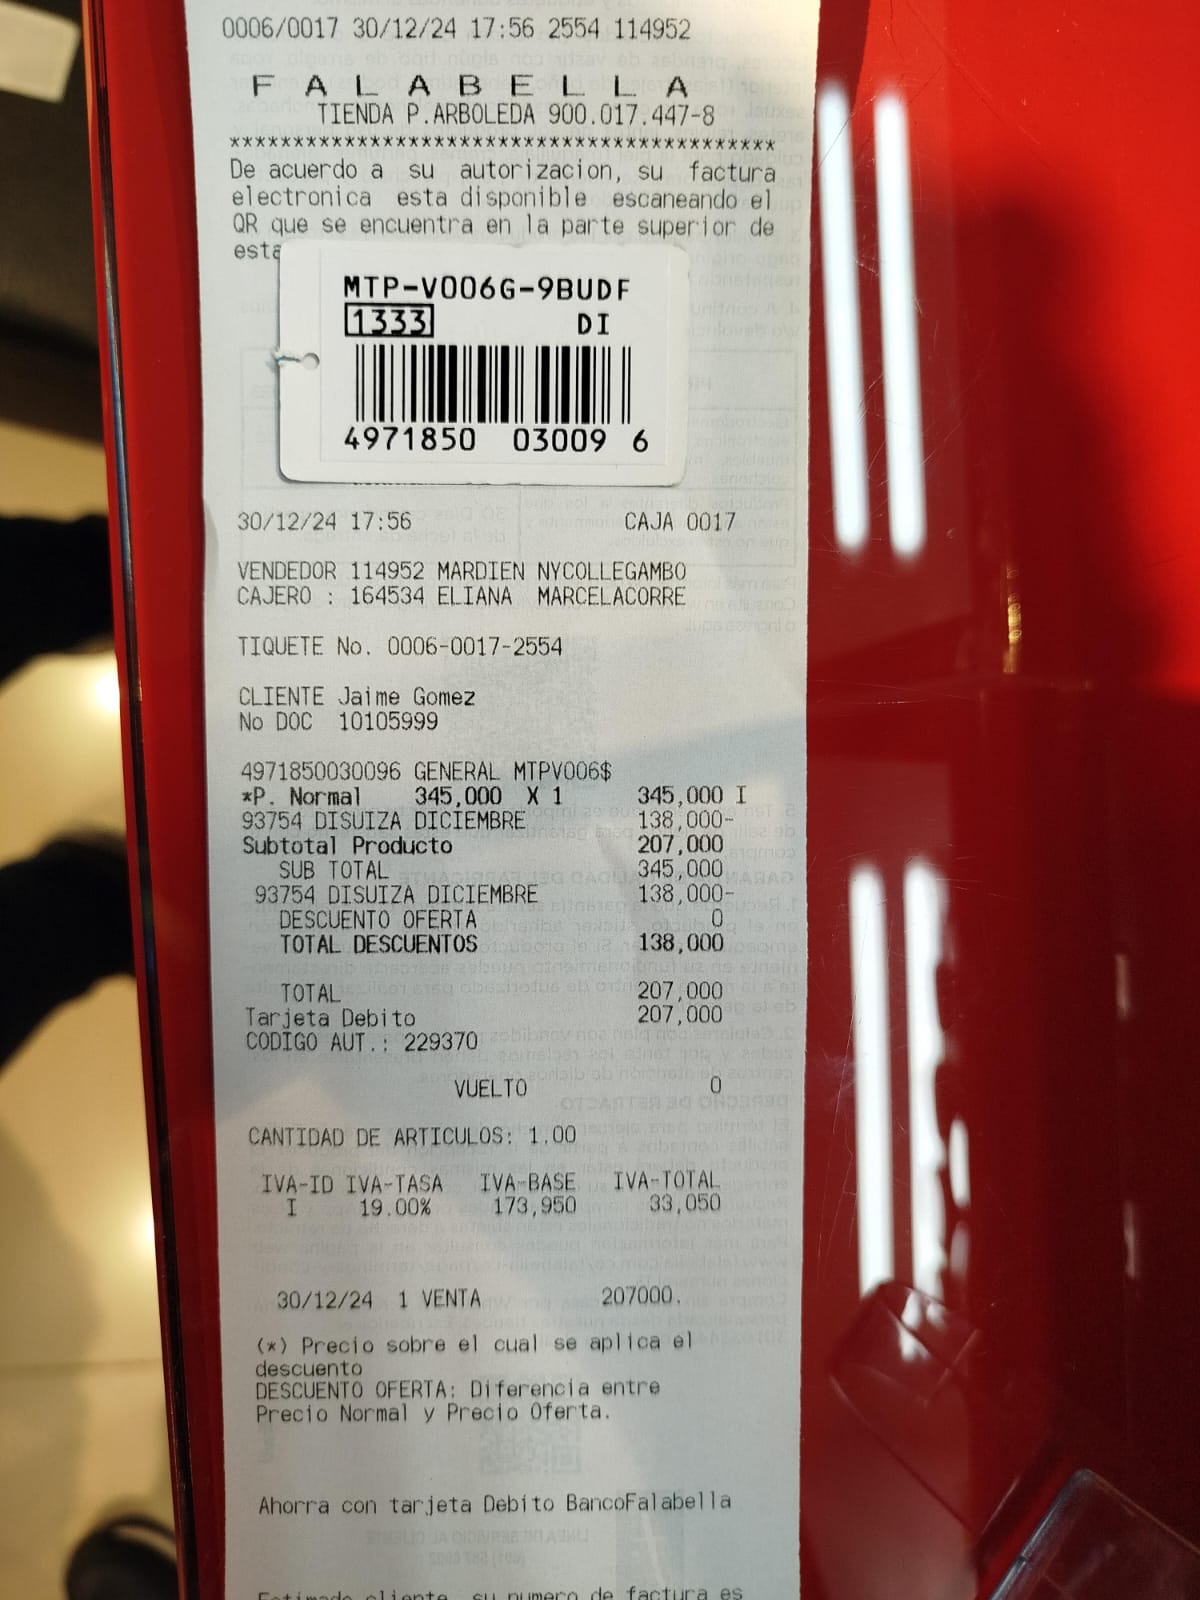 0006/0017 30/12/24 17:56 2554 114952
F A L A B E L L A
TIENDA P.ARBOLEDA 900.017.447-8
*******************************************
De acuerdo a su autorizacion, su factura
electronica esta disponible escaneando el
QR que se encuentra en la parte superior de
esta
MTP-V006G-9BUDF
1333 DI
4971850 03009 6
30/12/24 17:56 CAJA 0017
VENDEDOR 114952 MARDIEN NYCOLLEGAMBO
CAJERO : 164534 ELIANA MARCELACORRE
TIQUETE No. 0006-0017-2554
CLIENTE Jaime Gomez
No DOC 10105999
4971850030096 GENERAL MTPV006$
*P. Normal 345,000 X 1 345,000 I
93754 DISUIZA DICIEMBRE 138,000-
Subtotal Producto 207,000
SUB TOTAL 345,000
93754 DISUIZA DICIEMBRE 138,000-
DESCUENTO OFERTA 0
TOTAL DESCUENTOS 138,000
TOTAL 207,000
Tarjeta Debito 207,000
CODIGO AUT.: 229370
VUELTO 0
CANTIDAD DE ARTICULOS: 1.00
IVA-ID IVA-TASA IVA-BASE IVA-TOTAL
I 19.00% 173,950 33,050
30/12/24 1 VENTA 207000.
(*) Precio sobre el cual se aplica el
descuento
DESCUENTO OFERTA: Diferencia entre
Precio Normal y Precio Oferta.
Ahorra con tarjeta Debito BancoFalabella
Estimado cliente, su numero de factura es